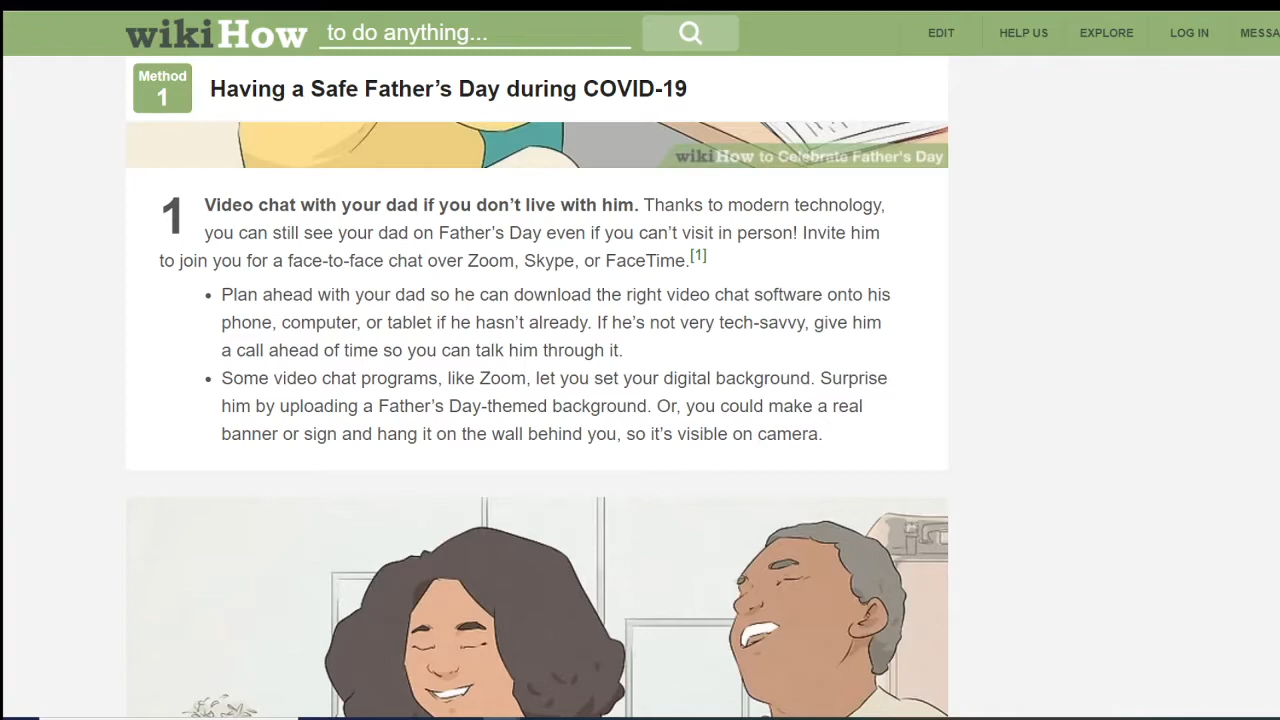 wikiHow to do anything...
EDIT HELP US EXPLORE LOG IN MESSA
Method
1
Having a Safe Father’s Day during COVID-19
wikiHow to Celebrate Father's Day
1 Video chat with your dad if you don’t live with him. Thanks to modern technology,
you can still see your dad on Father’s Day even if you can’t visit in person! Invite him
to join you for a face-to-face chat over Zoom, Skype, or FaceTime.[1]
• Plan ahead with your dad so he can download the right video chat software onto his
phone, computer, or tablet if he hasn’t already. If he’s not very tech-savvy, give him
a call ahead of time so you can talk him through it.
• Some video chat programs, like Zoom, let you set your digital background. Surprise
him by uploading a Father’s Day-themed background. Or, you could make a real
banner or sign and hang it on the wall behind you, so it’s visible on camera.